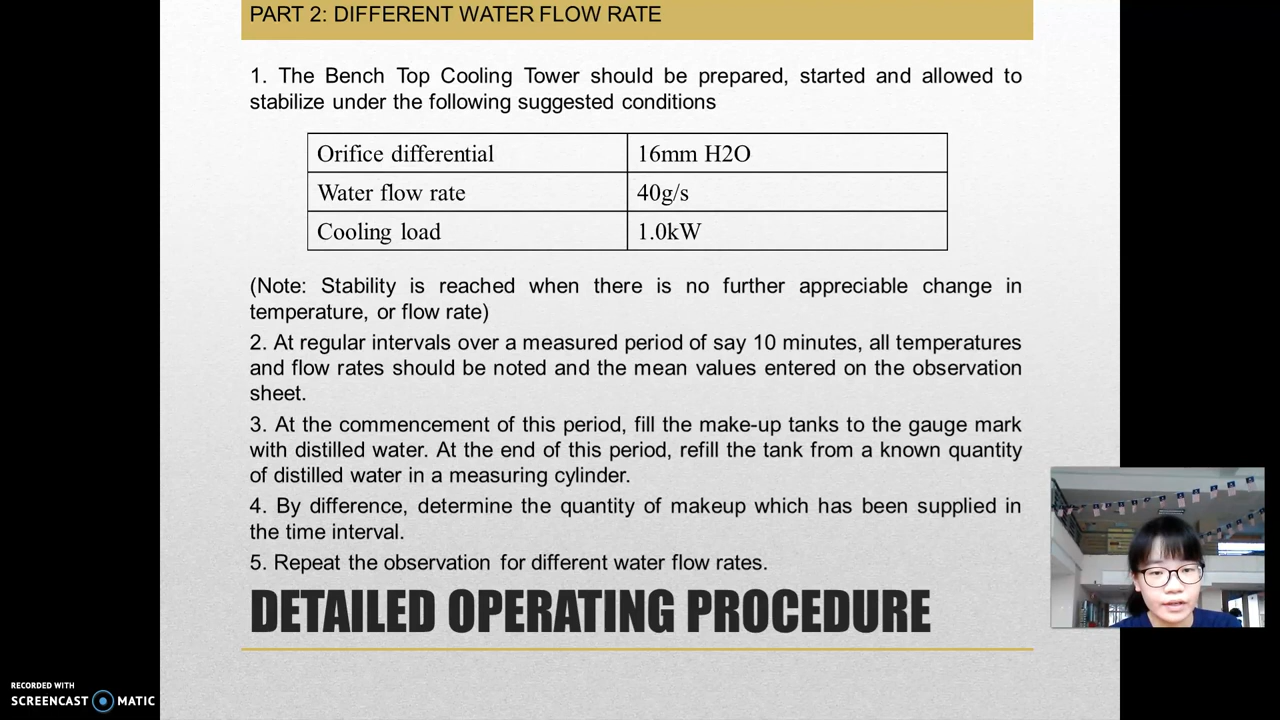 PART 2: DIFFERENT WATER FLOW RATE
1. The Bench Top Cooling Tower should be prepared, started and allowed to
stabilize under the following suggested conditions
Orifice differential 16mm H2O
Water flow rate 40g/s
Cooling load 1.0kW
(Note: Stability is reached when there is no further appreciable change in
temperature, or flow rate)
2. At regular intervals over a measured period of say 10 minutes, all temperatures
and flow rates should be noted and the mean values entered on the observation
sheet.
3. At the commencement of this period, fill the make-up tanks to the gauge mark
with distilled water. At the end of this period, refill the tank from a known quantity
of distilled water in a measuring cylinder.
4. By difference, determine the quantity of makeup which has been supplied in
the time interval.
5. Repeat the observation for different water flow rates.
DETAILED OPERATING PROCEDURE
RECORDED WITH
SCREENCAST MATIC